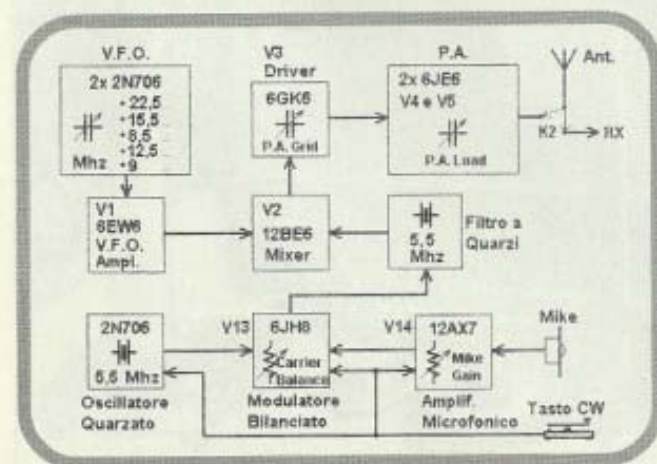 V.F.O.
2x 2N706
+22,5
+15,5
+8,5
+12,5
+9
Mhz
V3
Driver
6GK6
P.A. Grid
P.A.
2x 6JE6
V4 e V5
P.A. Load
Ant.
K2
RX
V1
6EW6
V.F.O.
Ampl.
V2
12BE6
Mixer
5,5
Mhz
Filtro a
Quarzi
2N706
5,5 Mhz
Oscillatore
Quarzato
V13
6JH8
Carrier
Balance
Modulatore
Bilanciato
V14
12AX7
Mike
Gain
Amplif.
Microfonico
Mike
Tasto CW